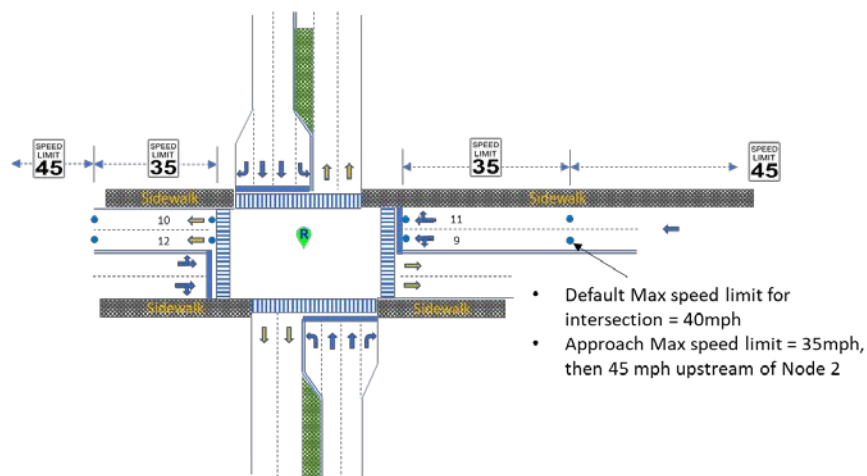 SPEED
LIMIT
45
SPEED
LIMIT
35
SPEED
LIMIT
35
SPEED
LIMIT
45
Sidewalk
Sidewalk
10
11
12
R
9
Sidewalk
Sidewalk
• Default Max speed limit for
intersection = 40mph
• Approach Max speed limit = 35mph,
then 45 mph upstream of Node 2